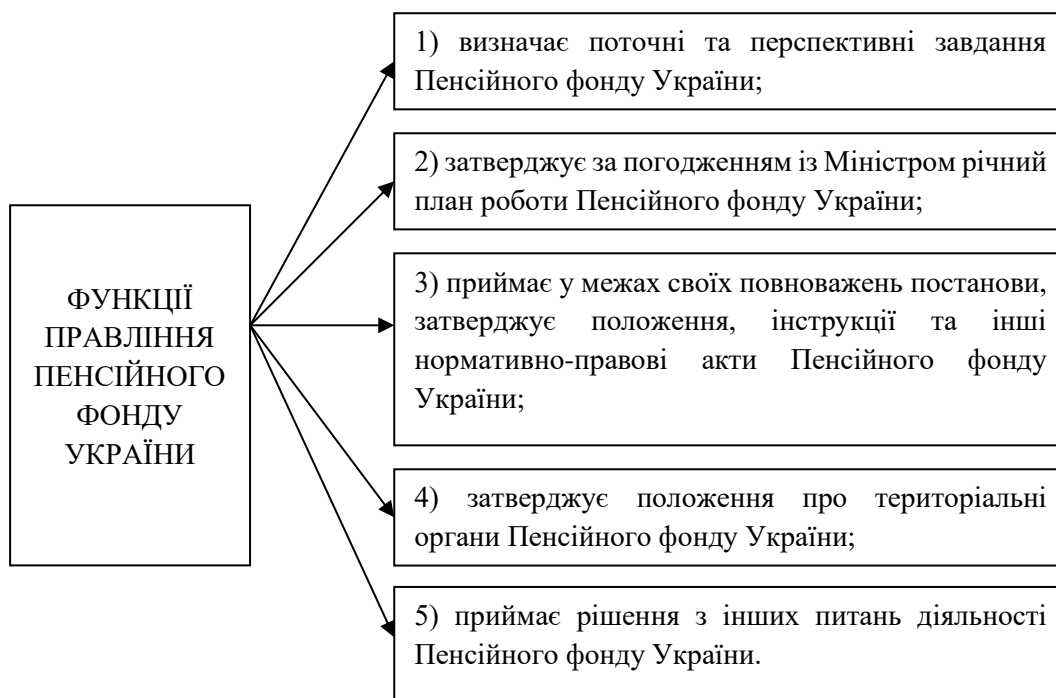 ФУНКЦІЇ
ПРАВЛІННЯ
ПЕНСІЙНОГО
ФОНДУ
УКРАЇНИ
1) визначає поточні та перспективні завдання
Пенсійного фонду України;
2) затверджує за погодженням із Міністром річний
план роботи Пенсійного фонду України;
3) приймає у межах своїх повноважень постанови,
затверджує положення, інструкції та інші
нормативно-правові акти Пенсійного фонду
України;
4) затверджує положення про територіальні
органи Пенсійного фонду України;
5) приймає рішення з інших питань діяльності
Пенсійного фонду України.